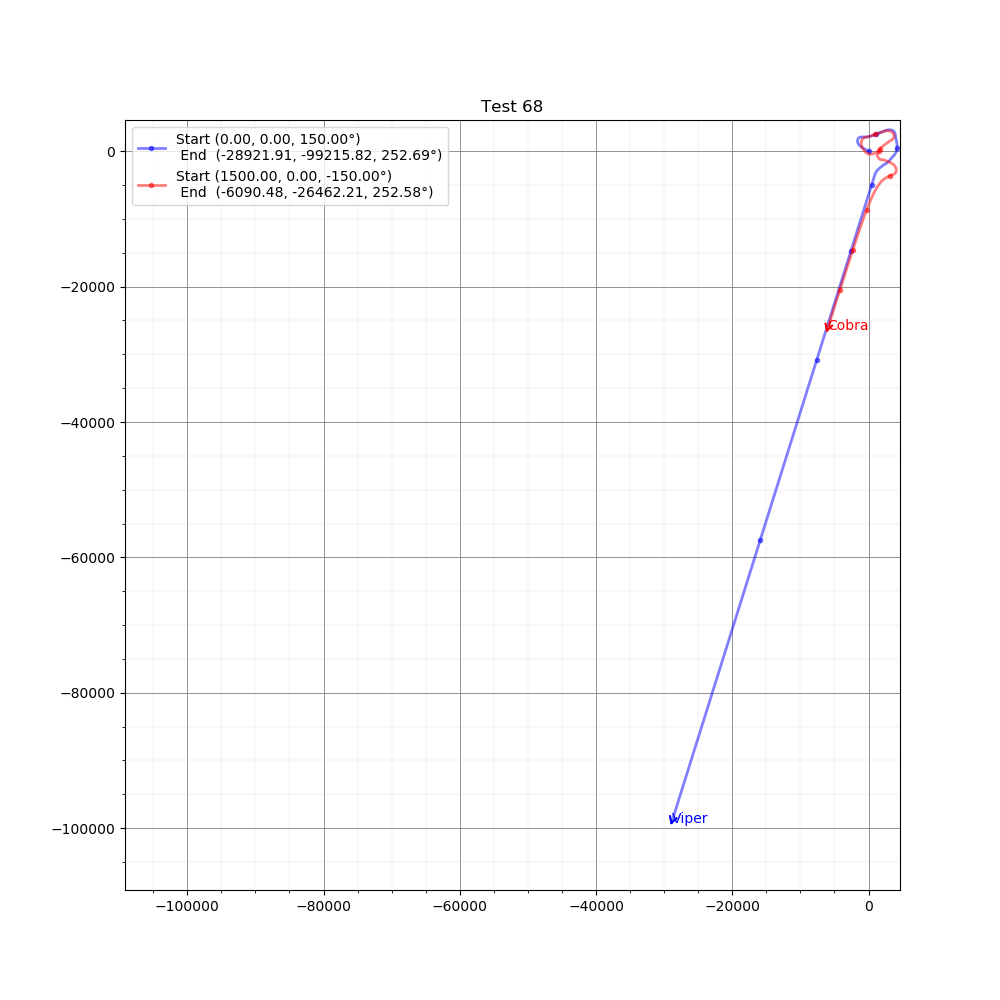 Test 68
Start (0.00, 0.00, 150.00°)
End (-28921.91, -99215.82, 252.69°)
Start (1500.00, 0.00, -150.00°)
End (-6090.48, -26462.21, 252.58°)
0
−20000
−40000
−60000
−80000
−100000
Cobra
Viper
−100000
−80000
−60000
−40000
−20000
0